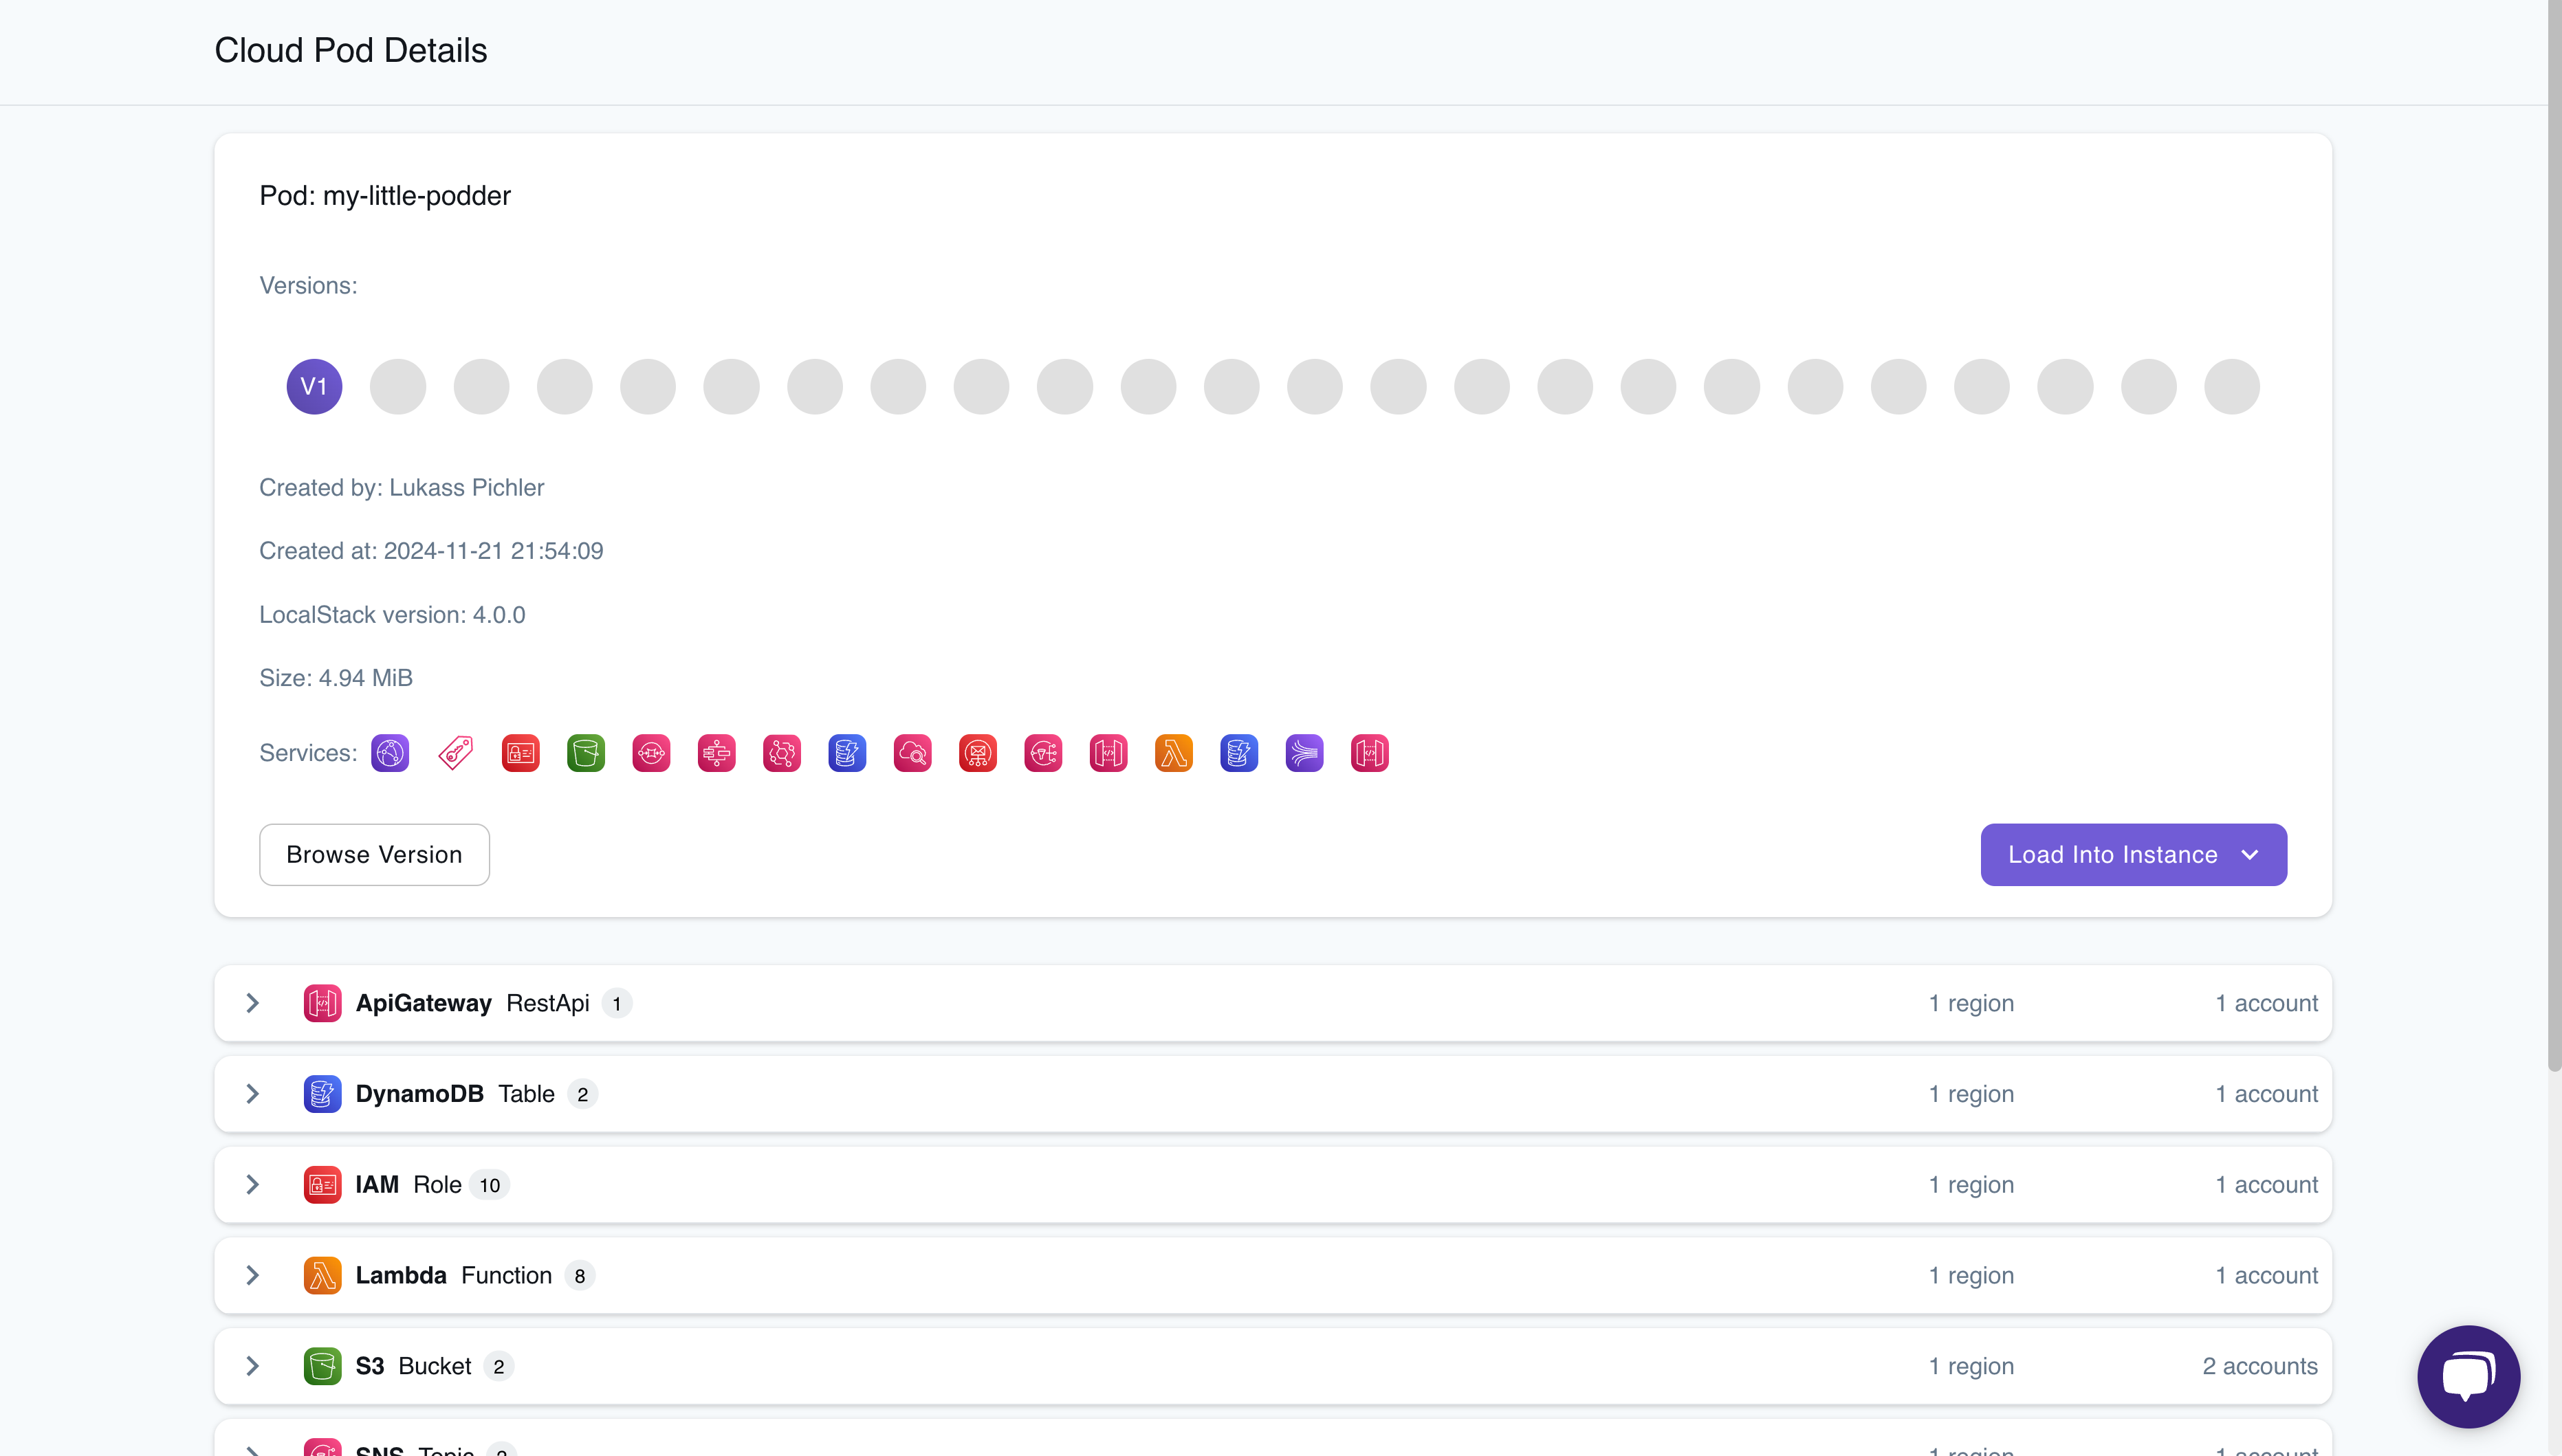 Cloud Pod Details
Pod: my-little-podder
Versions:
V1
Created by: Lukass Pichler
Created at: 2024-11-21 21:54:09
LocalStack version: 4.0.0
Size: 4.94 MiB
Services:
Browse Version
Load Into Instance
ApiGateway RestApi 1 1 region 1 account
DynamoDB Table 2 1 region 1 account
IAM Role 10 1 region 1 account
Lambda Function 8 1 region 1 account
S3 Bucket 2 1 region 2 accounts
SNS Topic 1 region 1 account